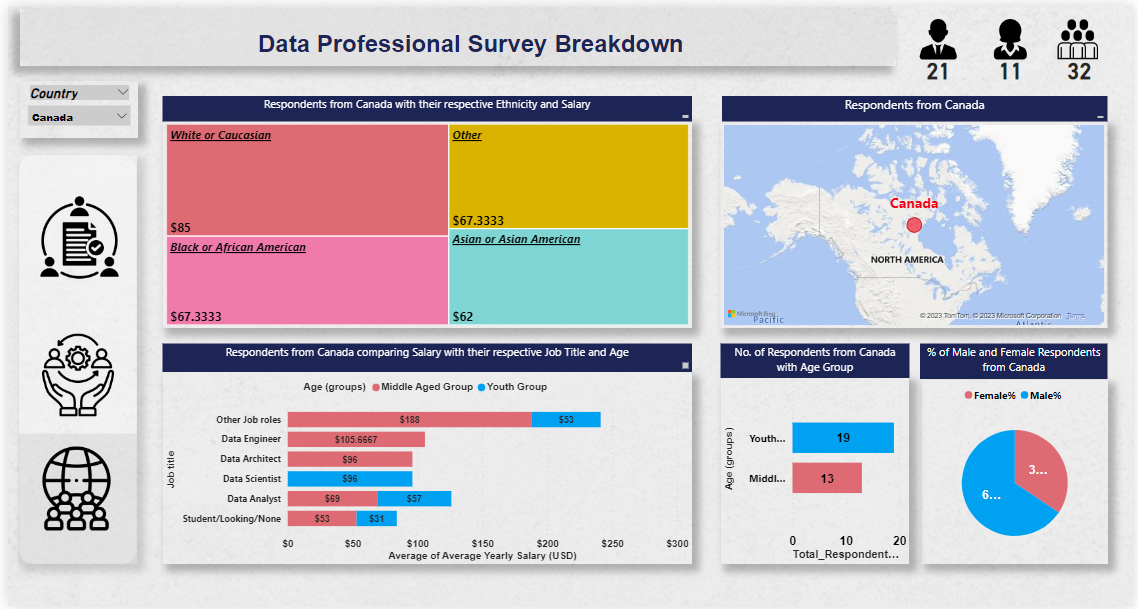 Data Professional Survey Breakdown
21
11
32
Country
Canada
Respondents from Canada with their respective Ethnicity and Salary
White or Caucasian
$85
Other
$67.3333
Black or African American
$67.3333
Asian or Asian American
$62
Respondents from Canada
Canada
NORTH AMERICA
Microsoft Bing
Pacific
© 2023 TomTom, © 2023 Microsoft Corporation Terms
Atlantic
Respondents from Canada comparing Salary with their respective Job Title and Age
Age (groups) Middle Aged Group Youth Group
Job title
Other Job roles $188 $53
Data Engineer $105.6667
Data Architect $96
Data Scientist $96
Data Analyst $69 $57
Student/Looking/None $53 $31
$0 $50 $100 $150 $200 $250 $300
Average of Average Yearly Salary (USD)
No. of Respondents from Canada
with Age Group
Age (groups)
Youth... 19
Middl... 13
0 10 20
Total_Respondent...
% of Male and Female Respondents
from Canada
Female% Male%
3...
6...